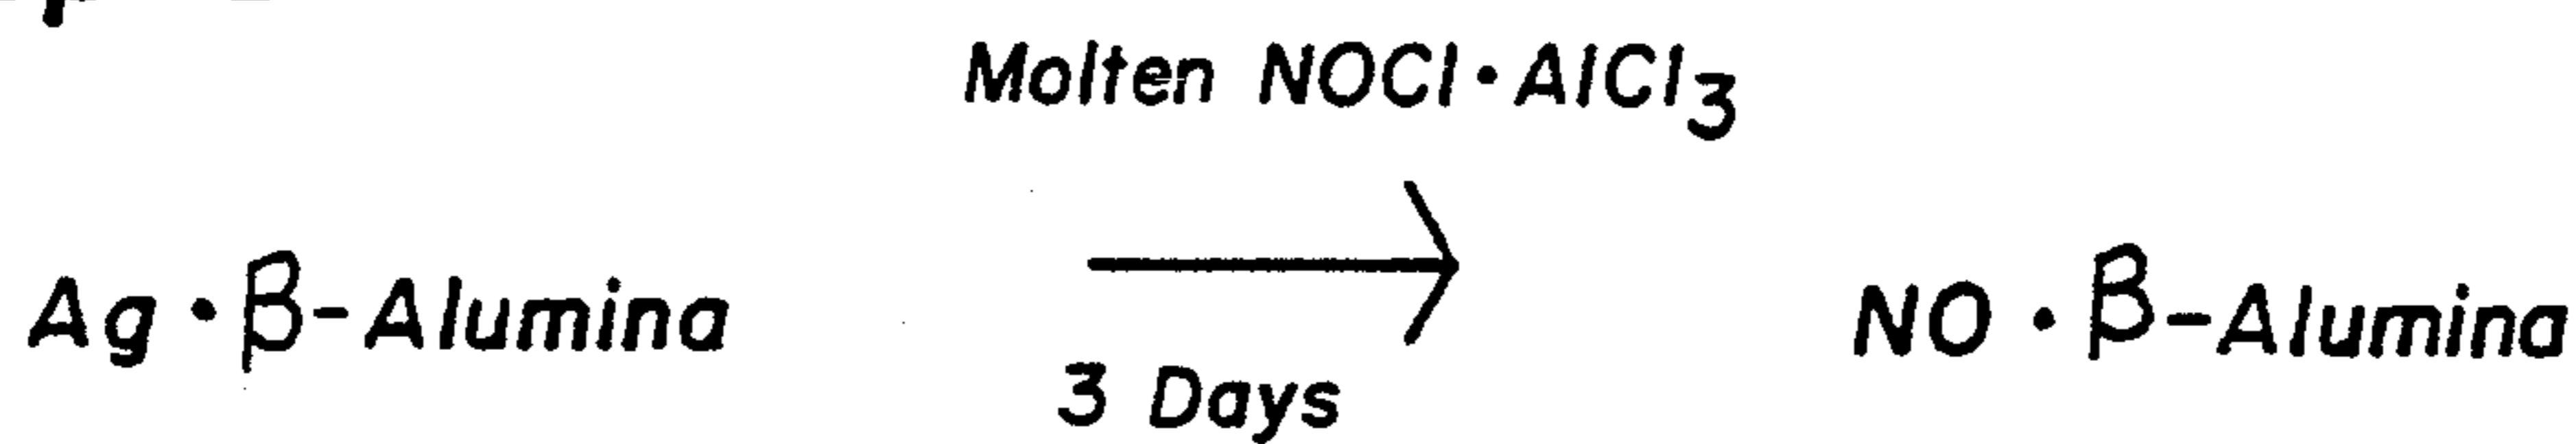 Molten NOCl·AlCl3
Ag·β-Alumina → NO·β-Alumina
3 Days